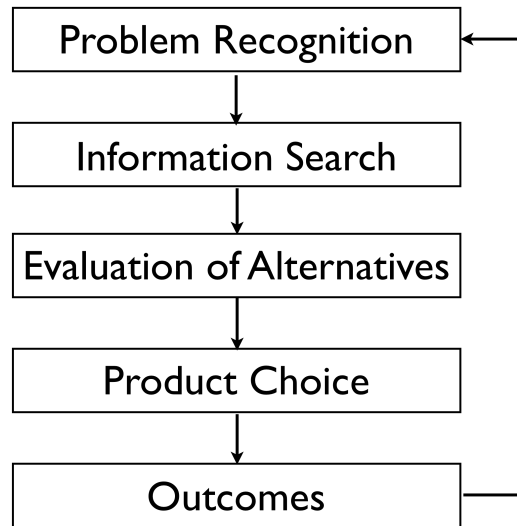 Problem Recognition
Information Search
Evaluation of Alternatives
Product Choice
Outcomes